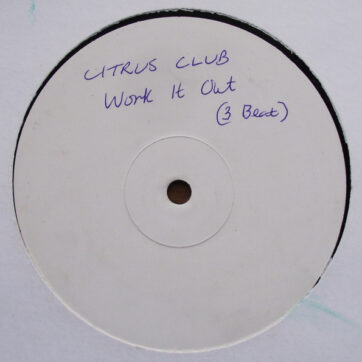 CITRUS CLUB
Work It Out
(3 Beat)